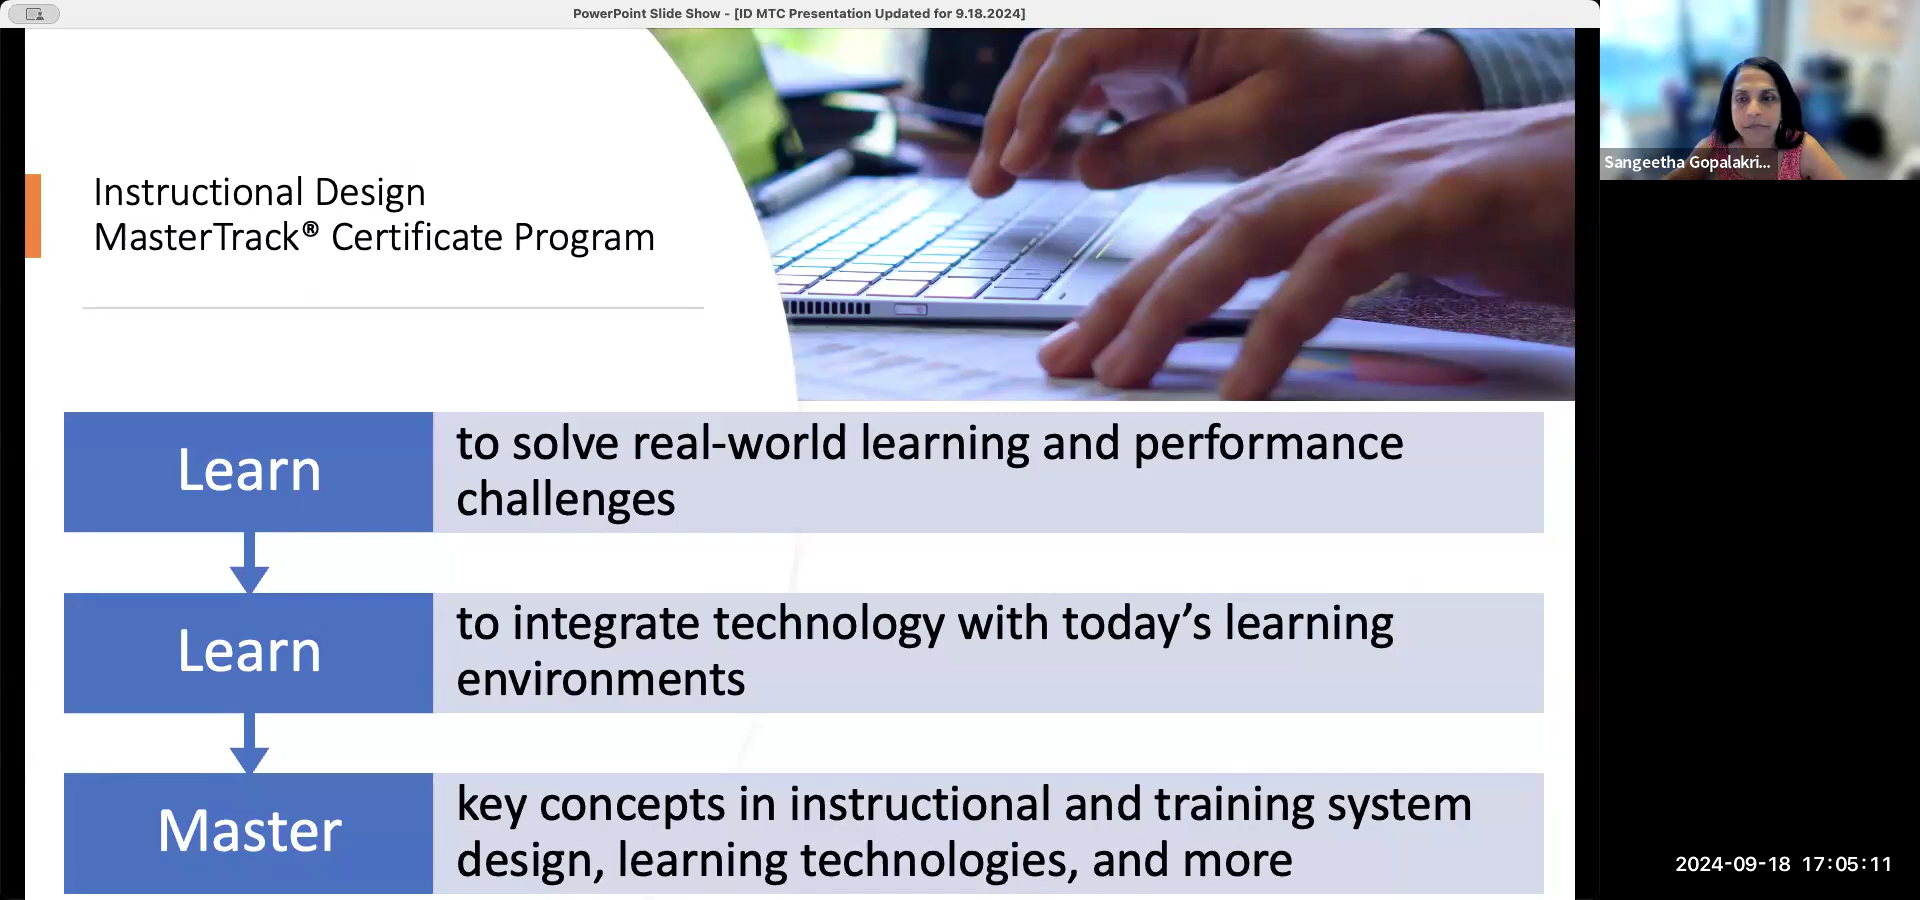 PowerPoint Slide Show - [ID MTC Presentation Updated for 9.18.2024]
Instructional Design
MasterTrack® Certificate Program
Learn
to solve real-world learning and performance
challenges
Learn
to integrate technology with today’s learning
environments
Master
key concepts in instructional and training system
design, learning technologies, and more
Sangeetha Gopalakri...
2024-09-18 17:05:11